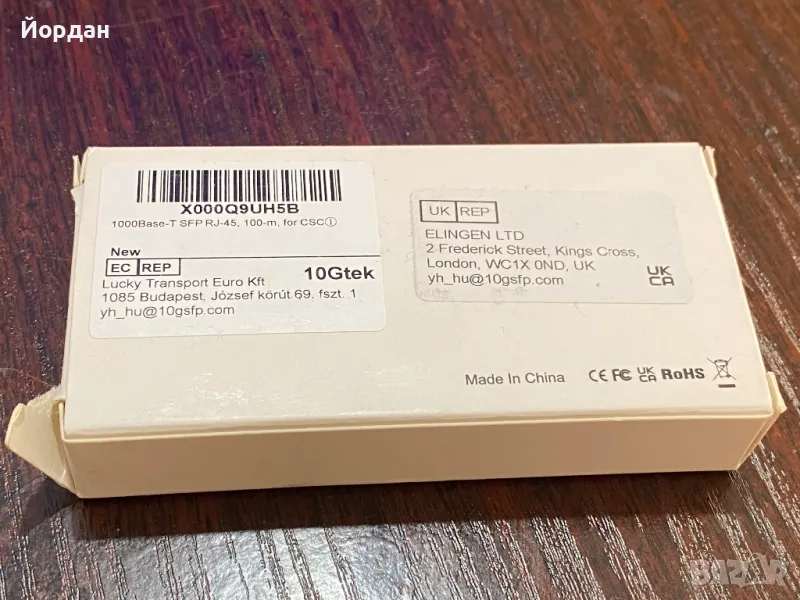 Йордан
X000Q9UH5B
1000Base-T SFP RJ-45, 100-m, for CSCⒾ
New
EC REP
10Gtek
Lucky Transport Euro Kft
1085 Budapest, József körút 69. fszt. 1
yh_hu@10gsfp.com
UK REP
ELINGEN LTD
2 Frederick Street, Kings Cross,
London, WC1X 0ND, UK
yh_hu@10gsfp.com
UK
CA
Made In China CE FC UK CA RoHS
BAZAR